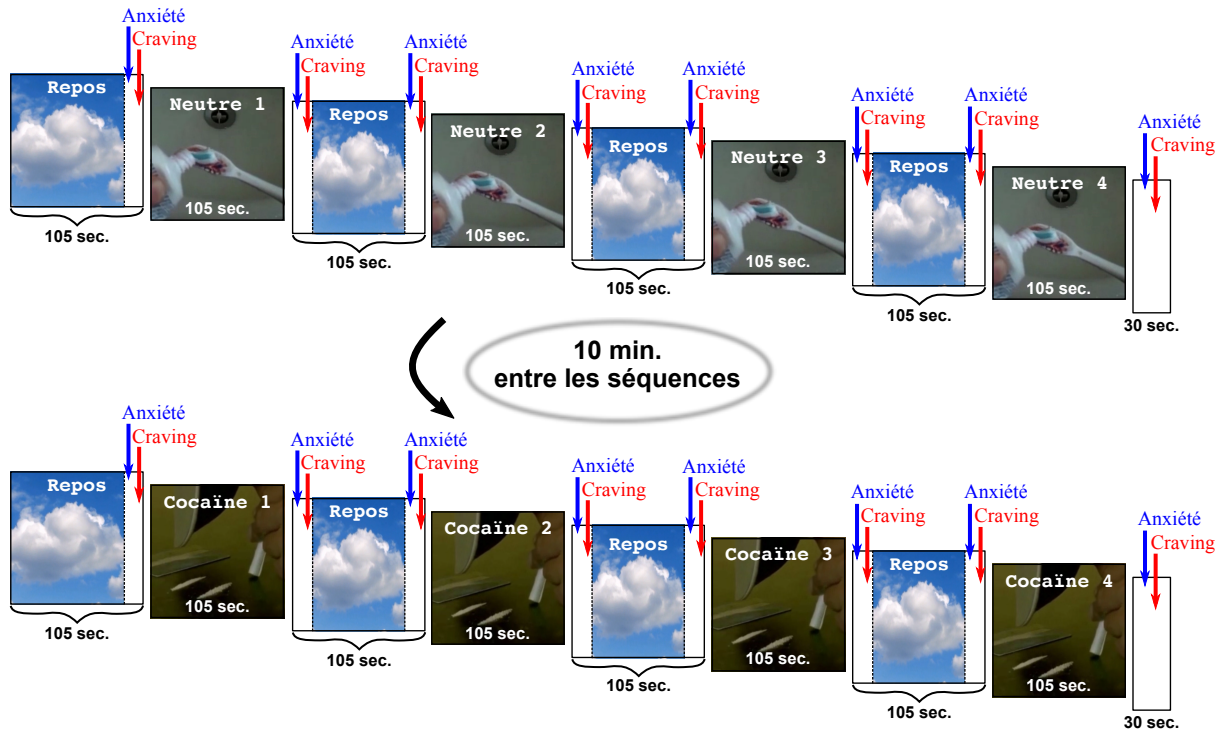 Anxiété
Craving
Repos
Neutre 1
105 sec.
105 sec.
Anxiété
Craving
Anxiété
Craving
Repos
105 sec.
Neutre 2
105 sec.
Anxiété
Craving
Anxiété
Craving
Repos
105 sec.
Neutre 3
105 sec.
Anxiété
Craving
Anxiété
Craving
Repos
105 sec.
Neutre 4
105 sec.
Anxiété
Craving
30 sec.
10 min.
entre les séquences
Anxiété
Craving
Repos
105 sec.
Cocaïne 1
105 sec.
Anxiété
Craving
Anxiété
Craving
Repos
105 sec.
Cocaïne 2
105 sec.
Anxiété
Craving
Anxiété
Craving
Repos
105 sec.
Cocaïne 3
105 sec.
Anxiété
Craving
Anxiété
Craving
Repos
105 sec.
Cocaïne 4
105 sec.
Anxiété
Craving
30 sec.